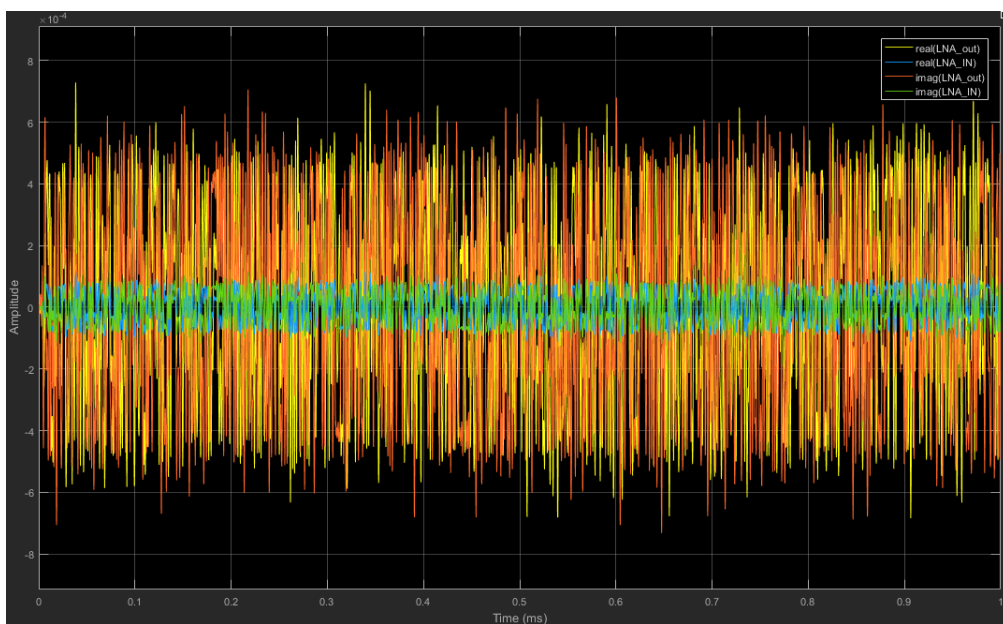 ×10⁻⁴
real(LNA_out)
real(LNA_IN)
imag(LNA_out)
imag(LNA_IN)
8
6
4
2
0
-2
-4
-6
-8
Amplitude
0 0.1 0.2 0.3 0.4 0.5 0.6 0.7 0.8 0.9 1
Time (ms)